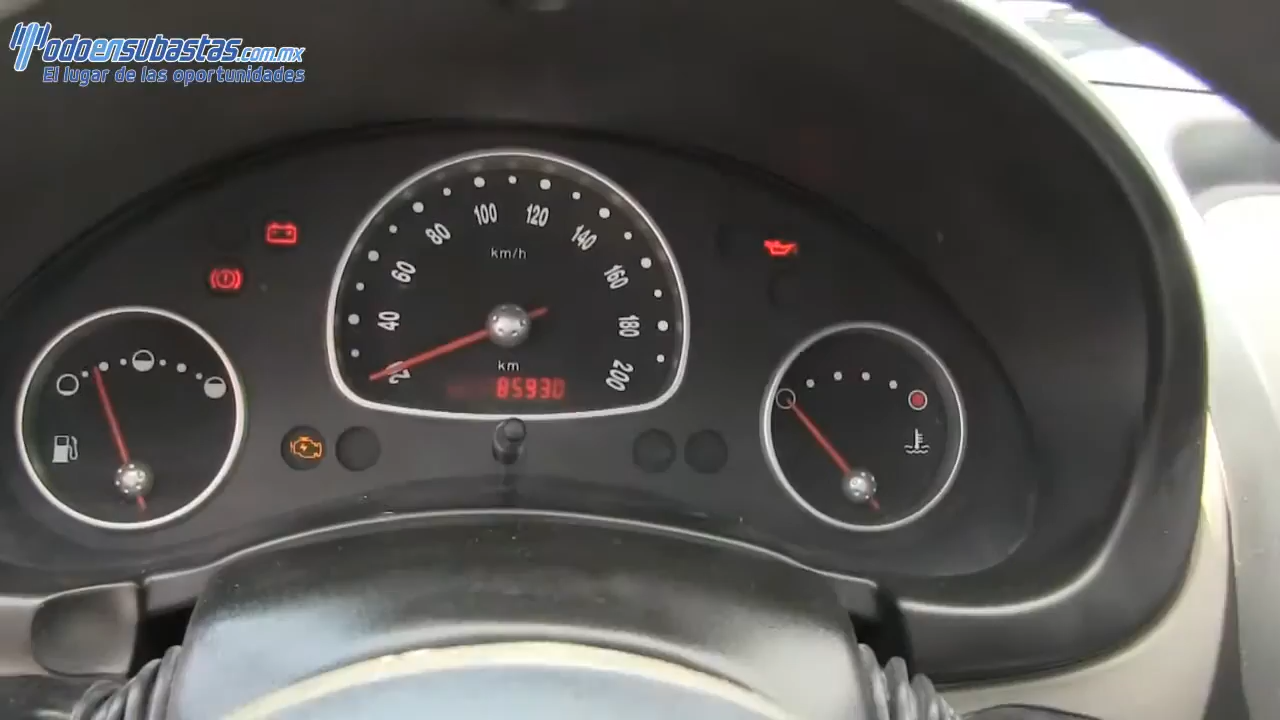 Todoensubastas.com.mx
El lugar de las oportunidades
100
120
80
140
km/h
60
160
40
180
km
20
200
85930